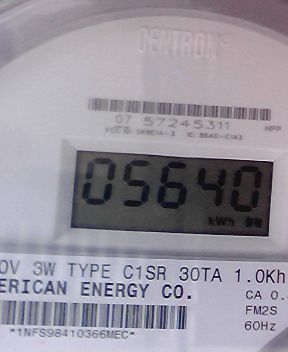 CENTRON®
07 57245311 HPP
05640
kWh
0V 3W TYPE C1SR 30TA 1.0Kh
ERICAN ENERGY CO.
CA 0.
FM2S
60Hz
*1NFS98410366MEC*